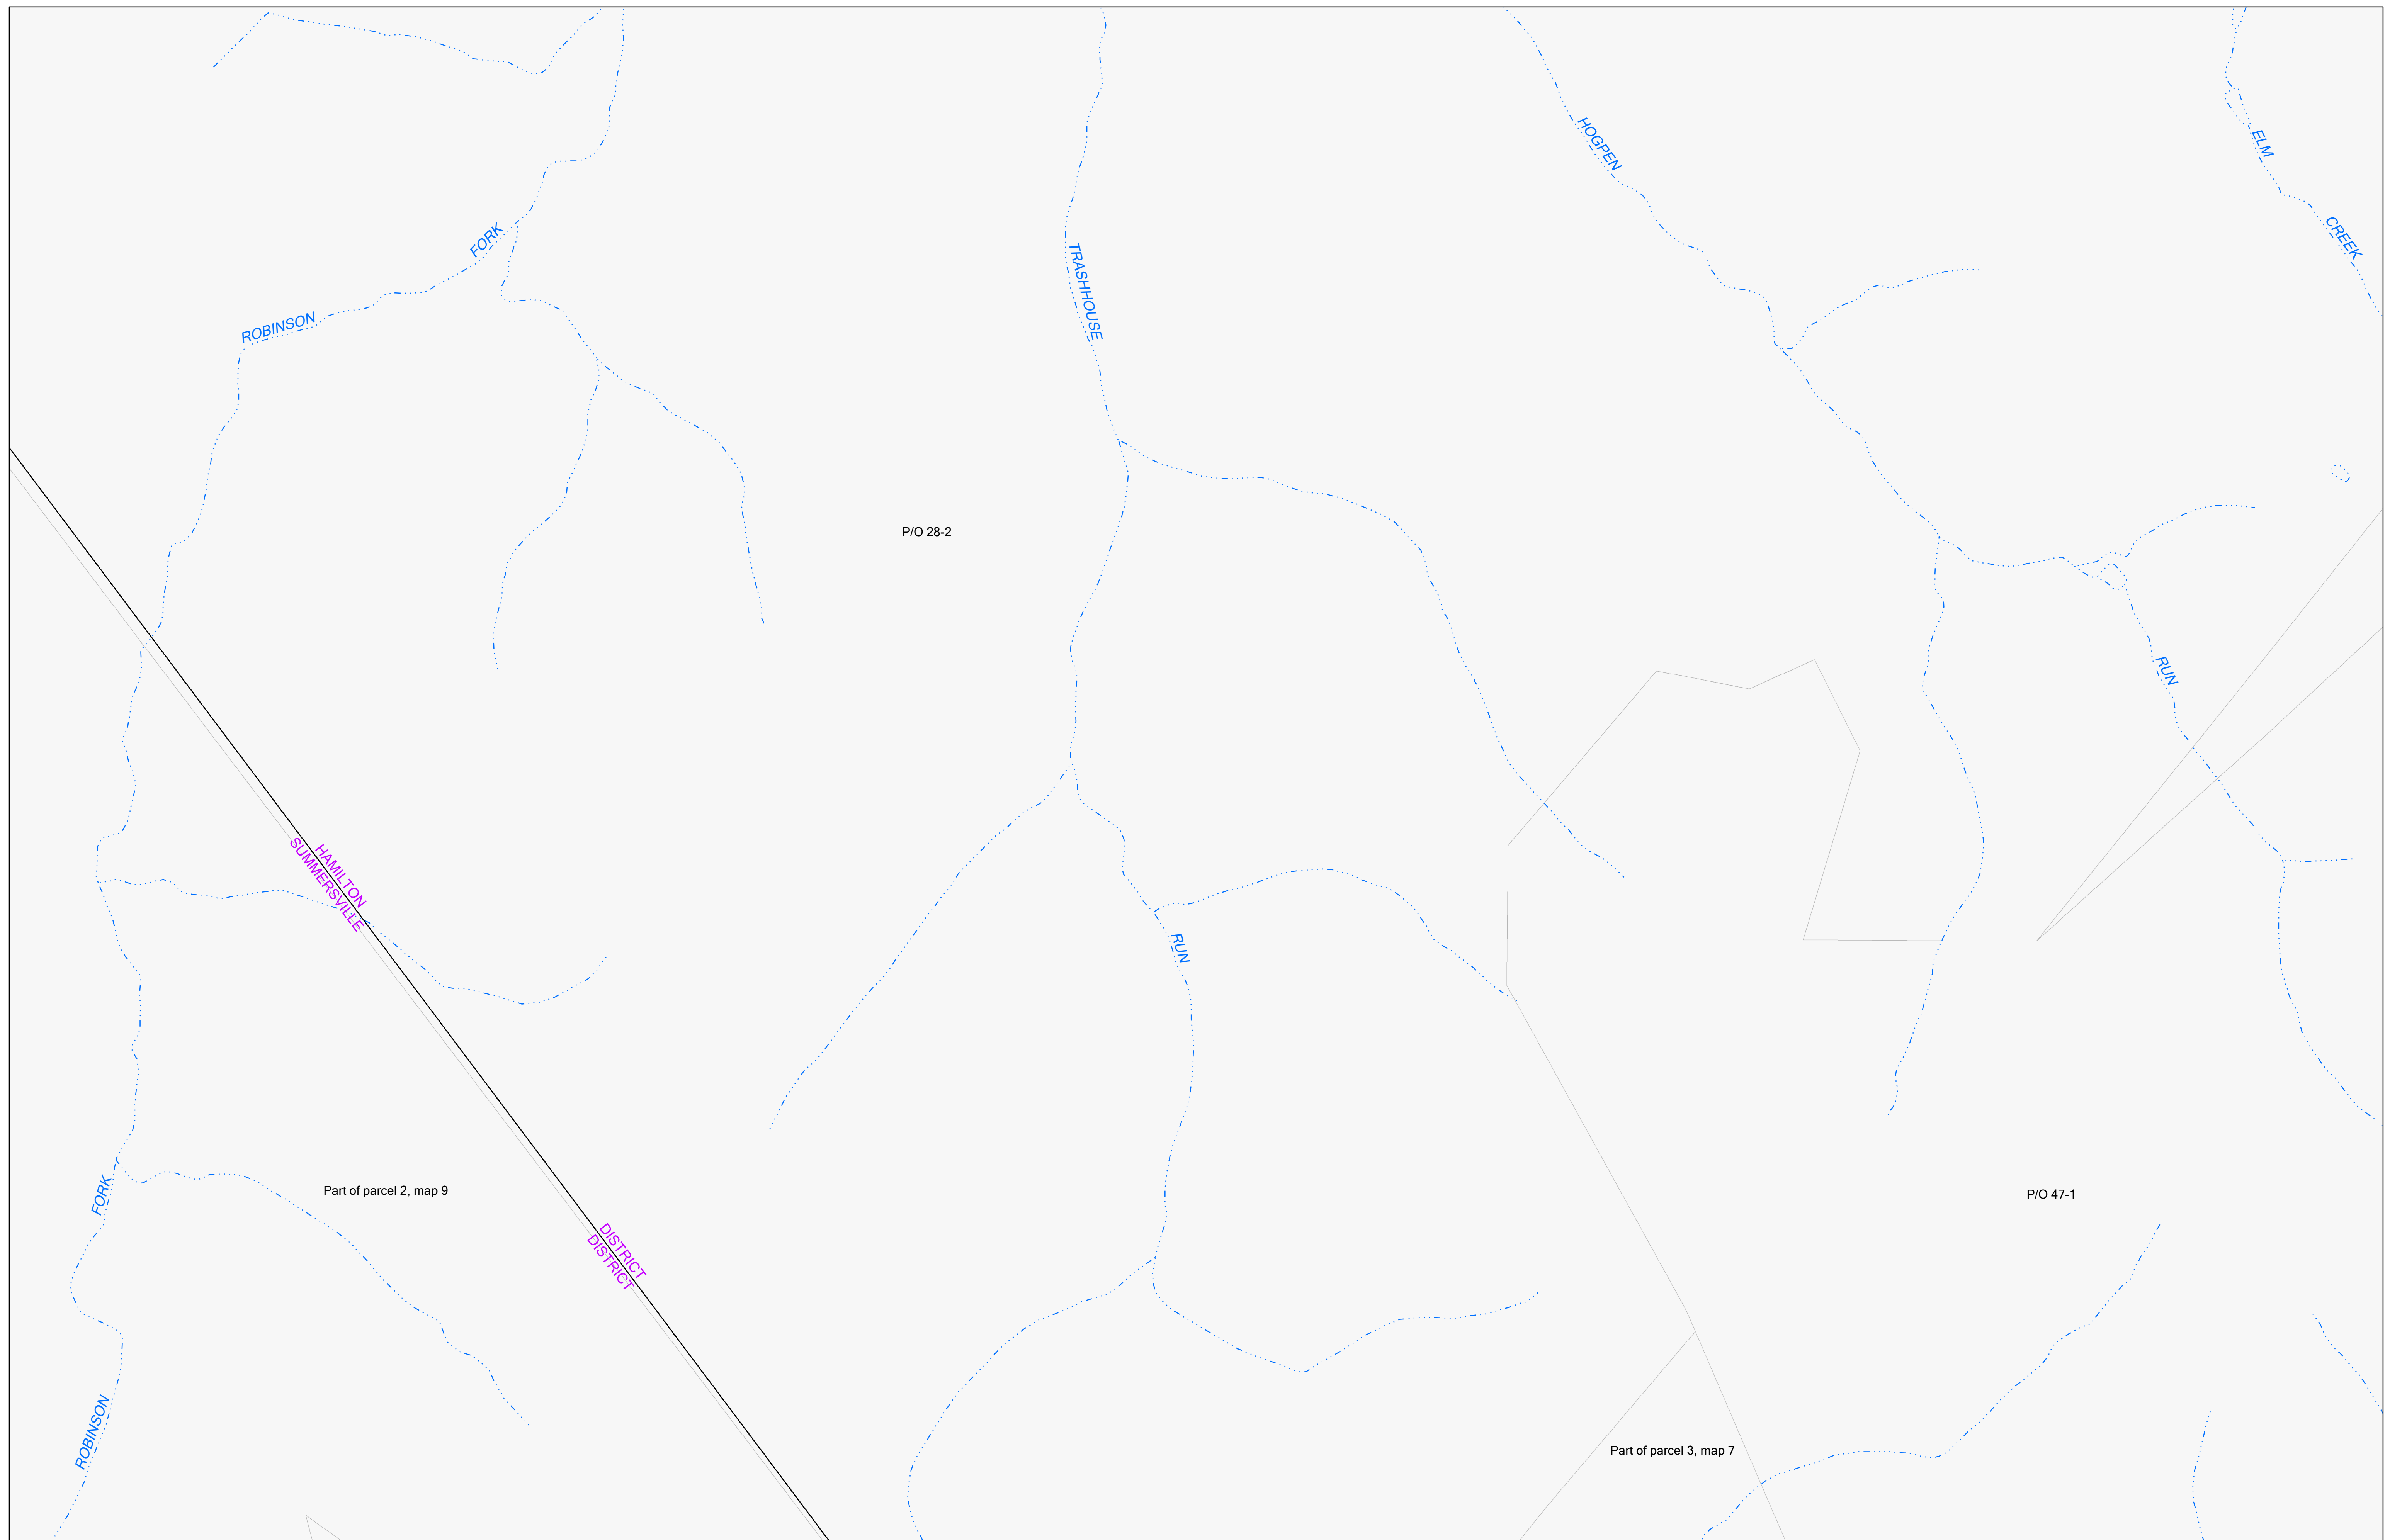 HOGPEN
ELM
CREEK
FORK
TRASHHOUSE
ROBINSON
P/O 28-2
RUN
HAMILTON
SUMMERSVILLE
RUN
FORK
Part of parcel 2, map 9
P/O 47-1
DISTRICT
DISTRICT
ROBINSON
Part of parcel 3, map 7